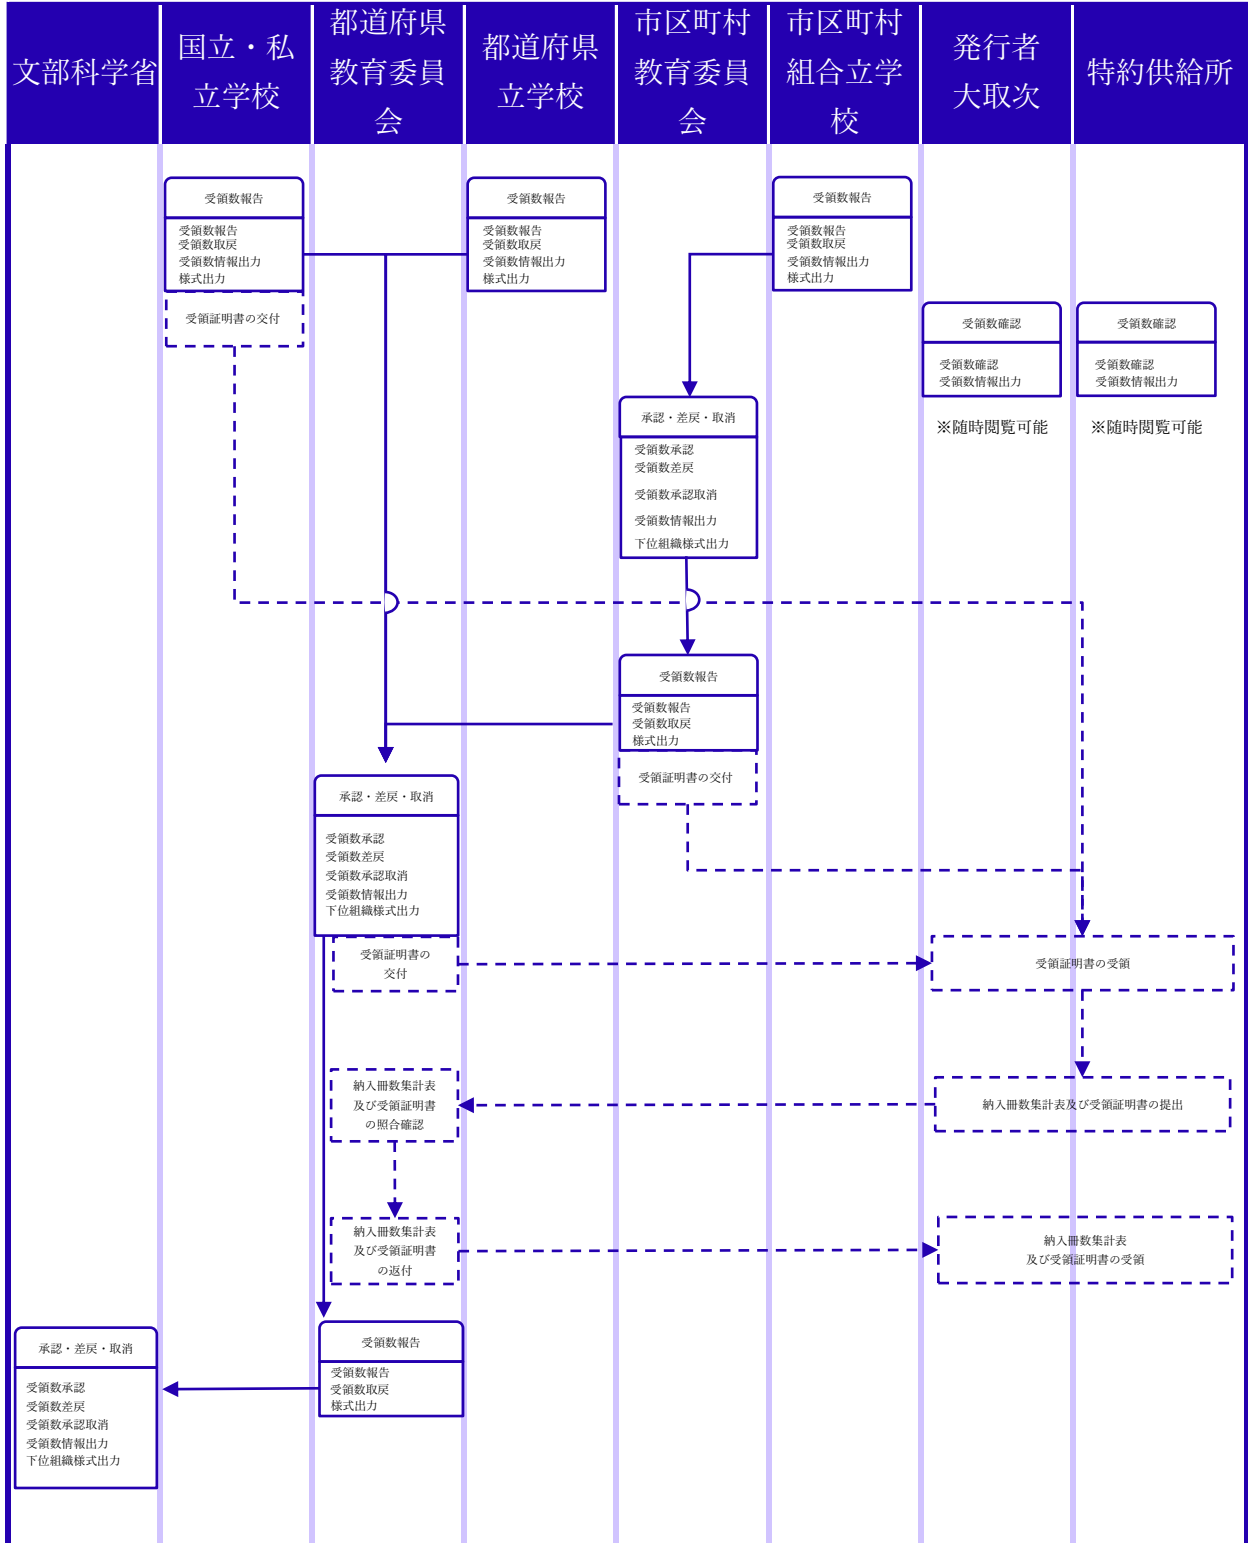 文部科学省
国立・私
立学校
都道府県
教育委員
会
都道府県
立学校
市区町村
教育委員
会
市区町村
組合立学
校
発行者
大取次
特約供給所
受領数報告
受領数報告
受領数取戻
受領数情報出力
様式出力
受領証明書の交付
受領数報告
受領数報告
受領数取戻
受領数情報出力
様式出力
受領数報告
受領数報告
受領数取戻
受領数情報出力
様式出力
受領数確認
受領数確認
受領数情報出力
※随時閲覧可能
受領数確認
受領数確認
受領数情報出力
※随時閲覧可能
承認・差戻・取消
受領数承認
受領数差戻
受領数承認取消
受領数情報出力
下位組織様式出力
受領数報告
受領数報告
受領数取戻
様式出力
受領証明書の交付
承認・差戻・取消
受領数承認
受領数差戻
受領数承認取消
受領数情報出力
下位組織様式出力
受領証明書の
交付
受領証明書の受領
納入冊数集計表
及び受領証明書
の照合確認
納入冊数集計表及び受領証明書の提出
納入冊数集計表
及び受領証明書
の返付
納入冊数集計表
及び受領証明書の受領
受領数報告
受領数報告
受領数取戻
様式出力
承認・差戻・取消
受領数承認
受領数差戻
受領数承認取消
受領数情報出力
下位組織様式出力